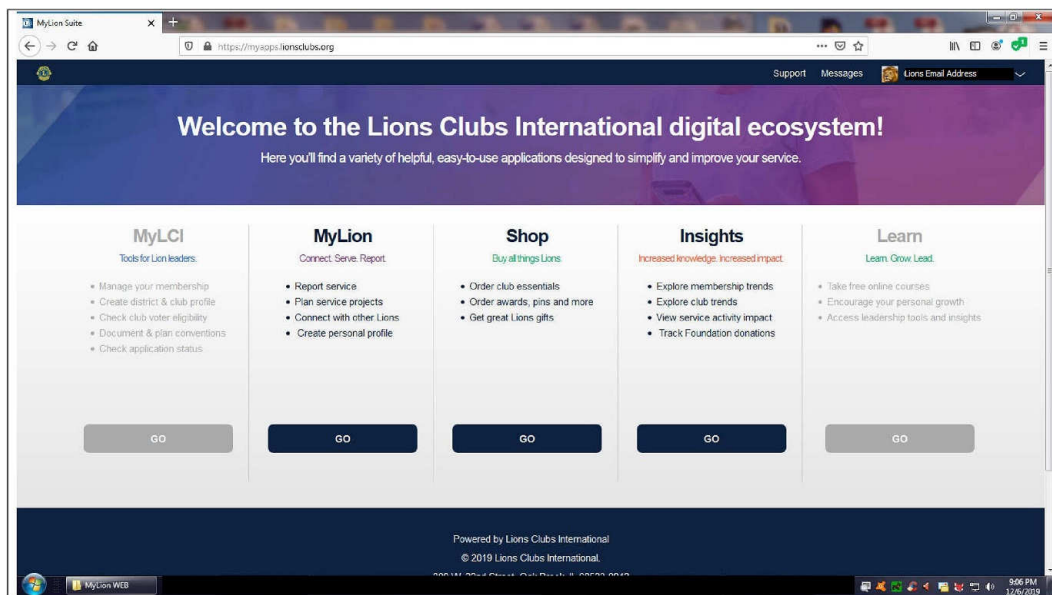 MyLion Suite
https://myapps.lionsclubs.org
Support Messages Lions Email Address
Welcome to the Lions Clubs International digital ecosystem!
Here you'll find a variety of helpful, easy-to-use applications designed to simplify and improve your service.
MyLCI
Tools for Lion leaders.
• Manage your membership
• Create district & club profile
• Check club voter eligibility
• Document & plan conventions
• Check application status
GO
MyLion
Connect. Serve. Report.
• Report service
• Plan service projects
• Connect with other Lions
• Create personal profile
GO
Shop
Buy all things Lions.
• Order club essentials
• Order awards, pins and more
• Get great Lions gifts
GO
Insights
Increased knowledge. Increased impact.
• Explore membership trends
• Explore club trends
• View service activity impact
• Track Foundation donations
GO
Learn
Learn. Grow. Lead.
• Take free online courses
• Encourage your personal growth
• Access leadership tools and insights
GO
Powered by Lions Clubs International
© 2019 Lions Clubs International.
MyLion WEB
9:06 PM
12/6/2019